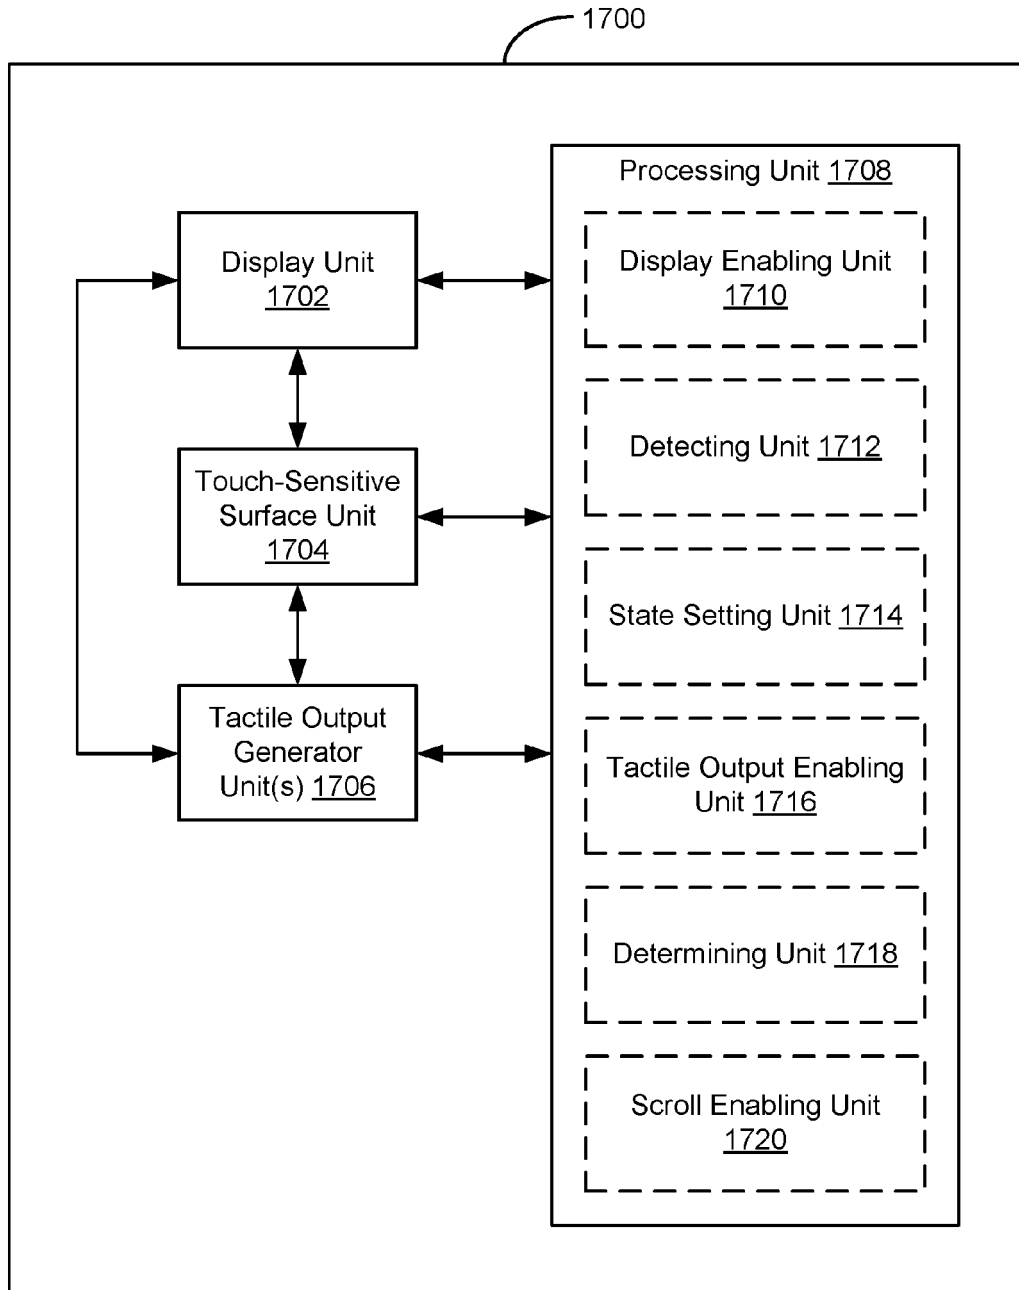 1700
Processing Unit 1708
Display Unit
1702
Touch-Sensitive
Surface Unit
1704
Tactile Output
Generator
Unit(s) 1706
Display Enabling Unit
1710
Detecting Unit 1712
State Setting Unit 1714
Tactile Output Enabling
Unit 1716
Determining Unit 1718
Scroll Enabling Unit
1720